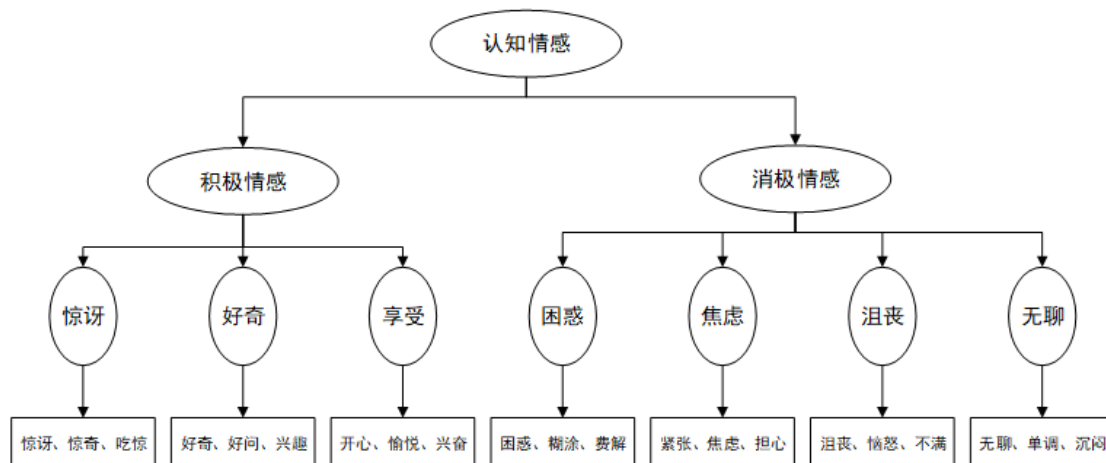 认知情感
积极情感
消极情感
惊讶
好奇
享受
困惑
焦虑
沮丧
无聊
惊讶、惊奇、吃惊
好奇、好问、兴趣
开心、愉悦、兴奋
困惑、糊涂、费解
紧张、焦虑、担心
沮丧、恼怒、不满
无聊、单调、沉闷